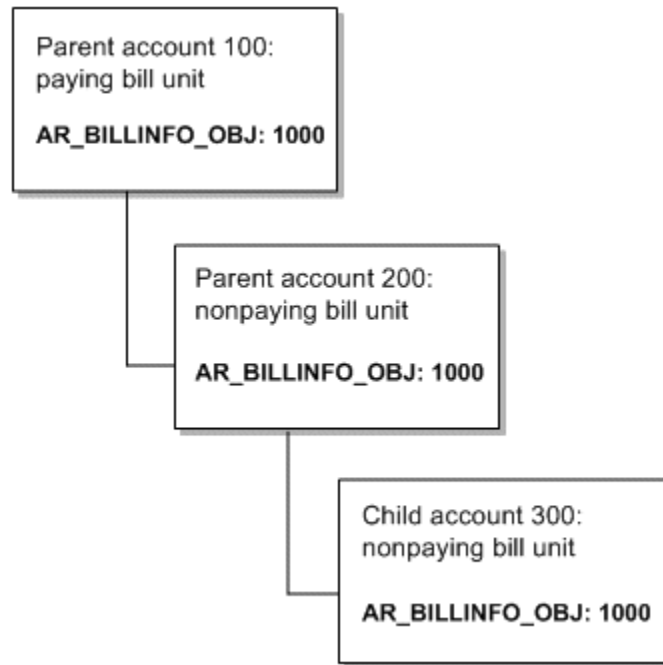 Parent account 100:
paying bill unit
AR_BILLINFO_OBJ: 1000
Parent account 200:
nonpaying bill unit
AR_BILLINFO_OBJ: 1000
Child account 300:
nonpaying bill unit
AR_BILLINFO_OBJ: 1000